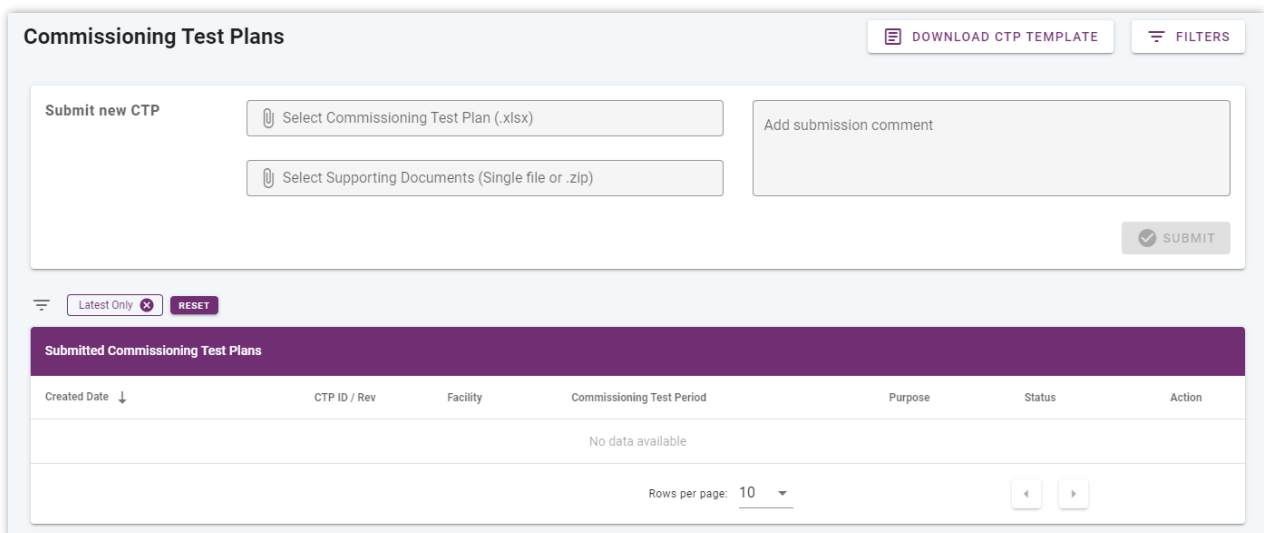 Commissioning Test Plans
DOWNLOAD CTP TEMPLATE
FILTERS
Submit new CTP
Select Commissioning Test Plan (.xlsx)
Add submission comment
Select Supporting Documents (Single file or .zip)
SUBMIT
Latest Only
RESET
Submitted Commissioning Test Plans
Created Date CTP ID / Rev Facility Commissioning Test Period Purpose Status Action
No data available
Rows per page: 10